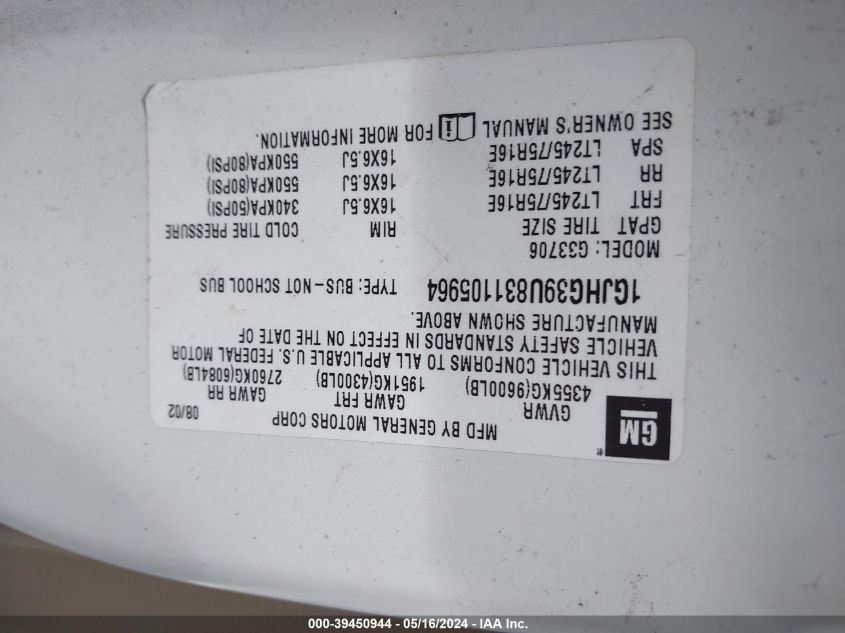 MFD BY GENERAL MOTORS CORP 08/02
GM
GVWR GAWR FRT GAWR RR
4355KG(9600LB) 1951KG(4300LB) 2760KG(6084LB)
THIS VEHICLE CONFORMS TO ALL APPLICABLE U.S. FEDERAL MOTOR
VEHICLE SAFETY STANDARDS IN EFFECT ON THE DATE OF
MANUFACTURE SHOWN ABOVE.
1GJHG39U831105964 TYPE: BUS-NOT SCHOOL BUS
MODEL: G33706
GPAT TIRE SIZE RIM COLD TIRE PRESSURE
FRT LT245/75R16E 16X6.5J 340KPA(50PSI)
RR LT245/75R16E 16X6.5J 550KPA(80PSI)
SPA LT245/75R16E 16X6.5J 550KPA(80PSI)
SEE OWNER'S MANUAL FOR MORE INFORMATION.
000-39450944 - 05/16/2024 - IAA Inc.